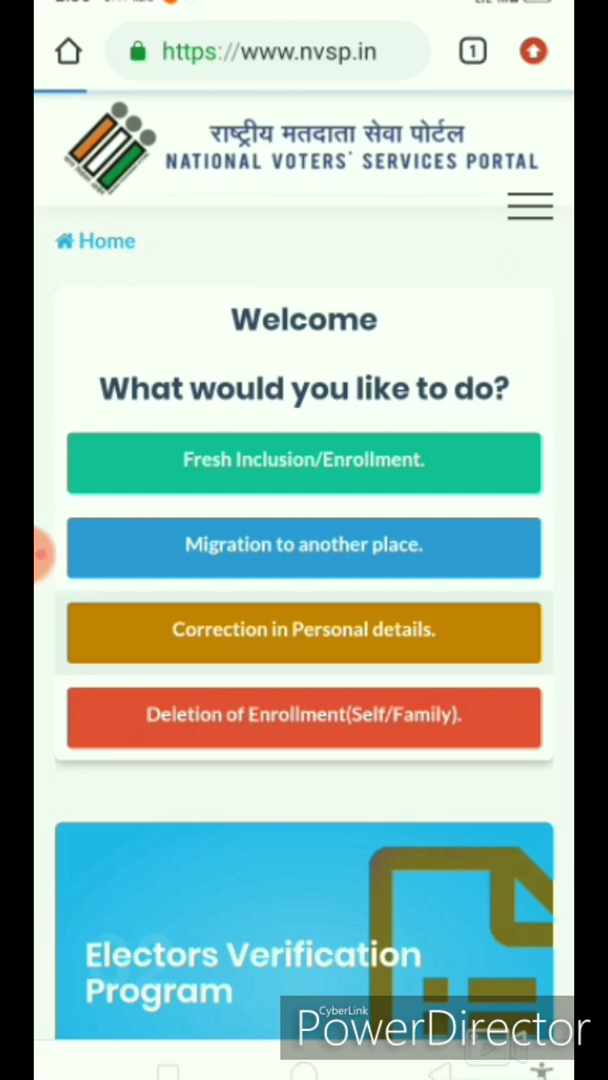 https://www.nvsp.in
1
राष्ट्रीय मतदाता सेवा पोर्टल
NATIONAL VOTERS' SERVICES PORTAL
Home
Welcome
What would you like to do?
Fresh Inclusion/Enrollment.
Migration to another place.
Correction in Personal details.
Deletion of Enrollment(Self/Family).
Electors Verification
Program
CyberLink
PowerDirector